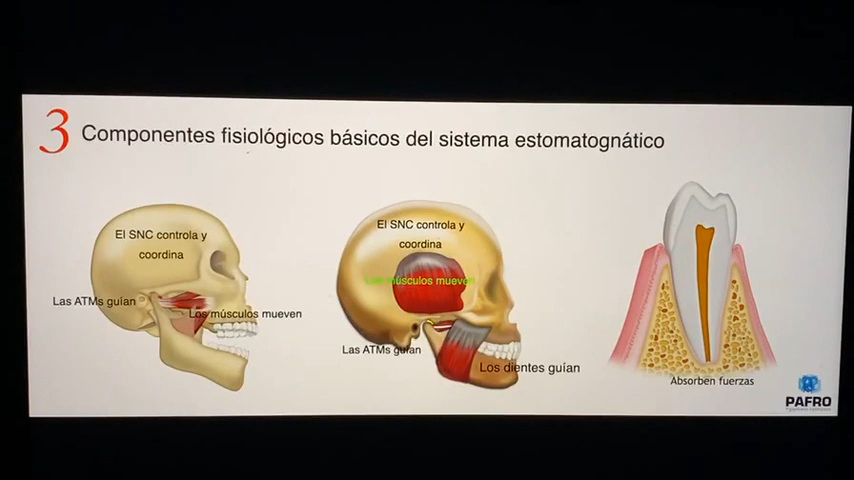 3 Componentes fisiológicos básicos del sistema estomatognático
El SNC controla y
coordina
Las ATMs guían
Los músculos mueven
El SNC controla y
coordina
Los músculos mueven
Las ATMs guían
Los dientes guían
Absorben fuerzas
PAFRO